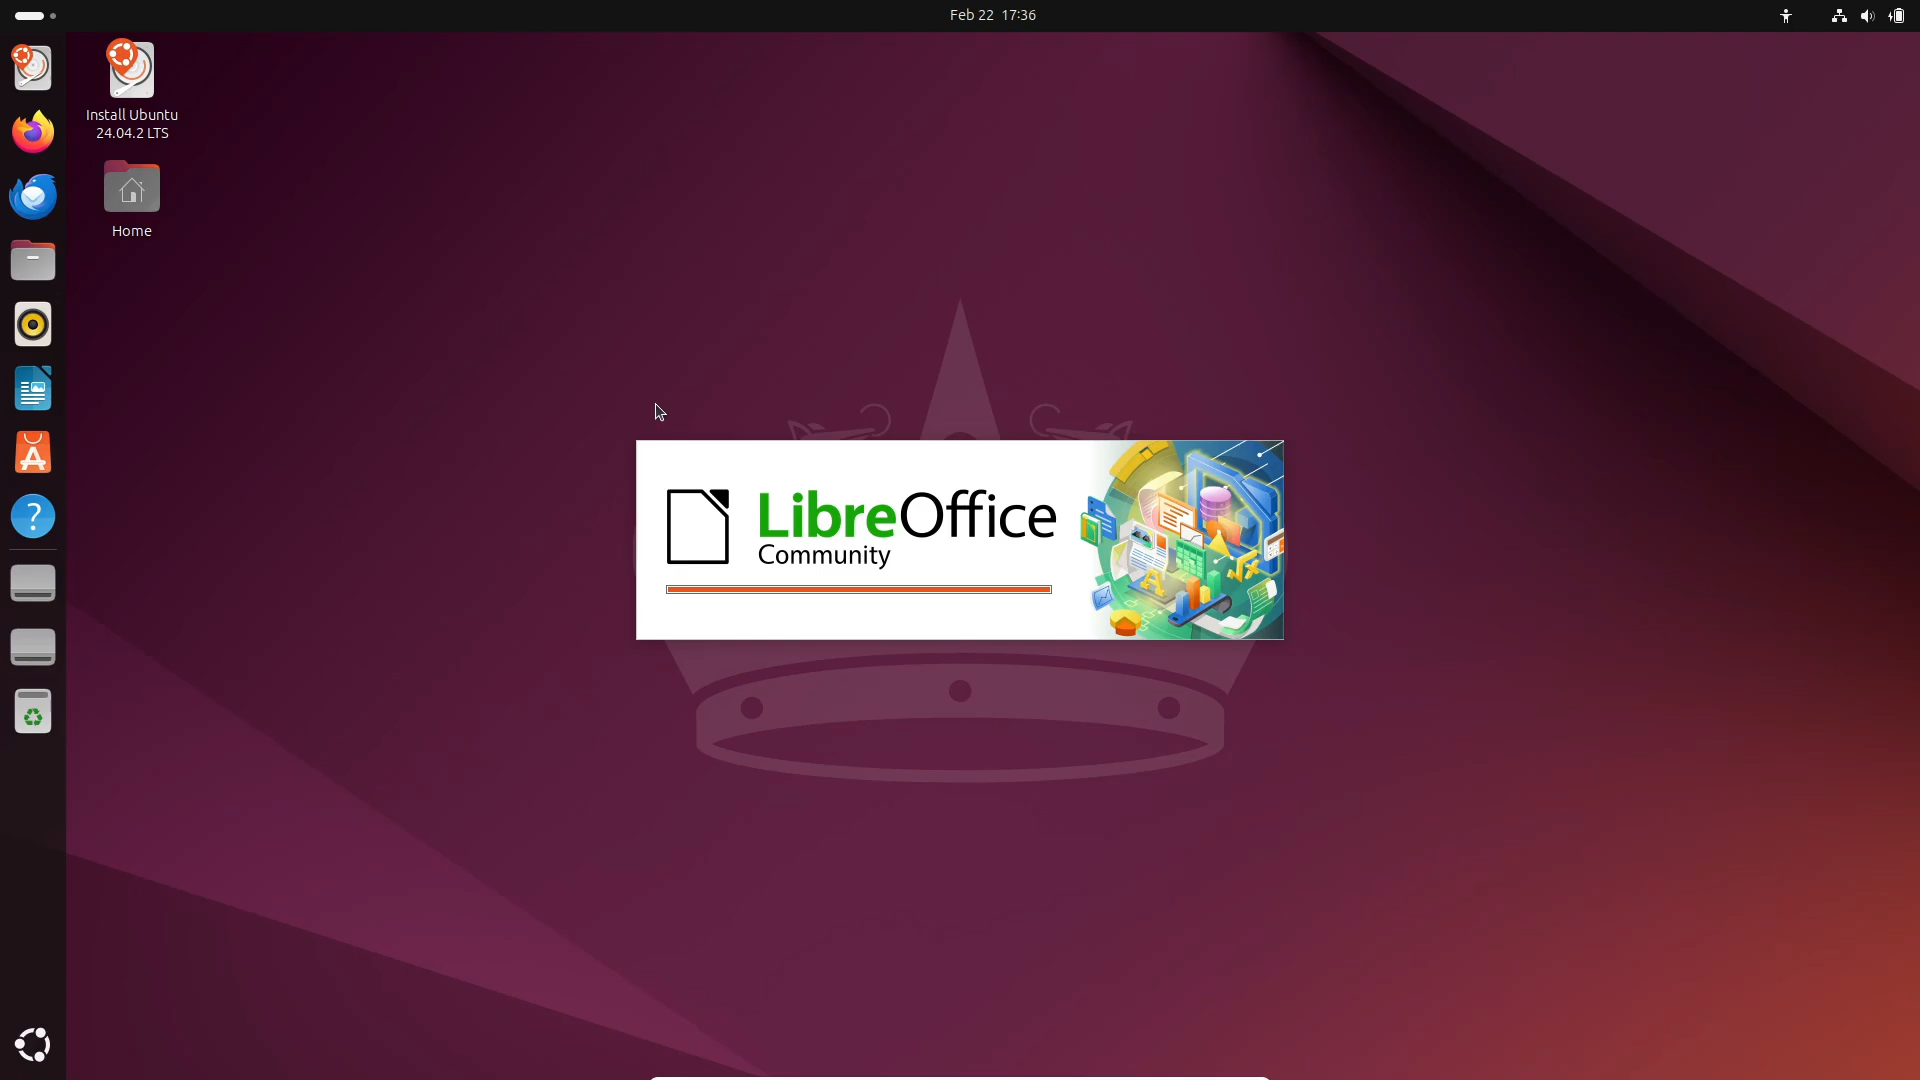 Feb 22 17:36
Install Ubuntu
24.04.2 LTS
Home
LibreOffice
Community